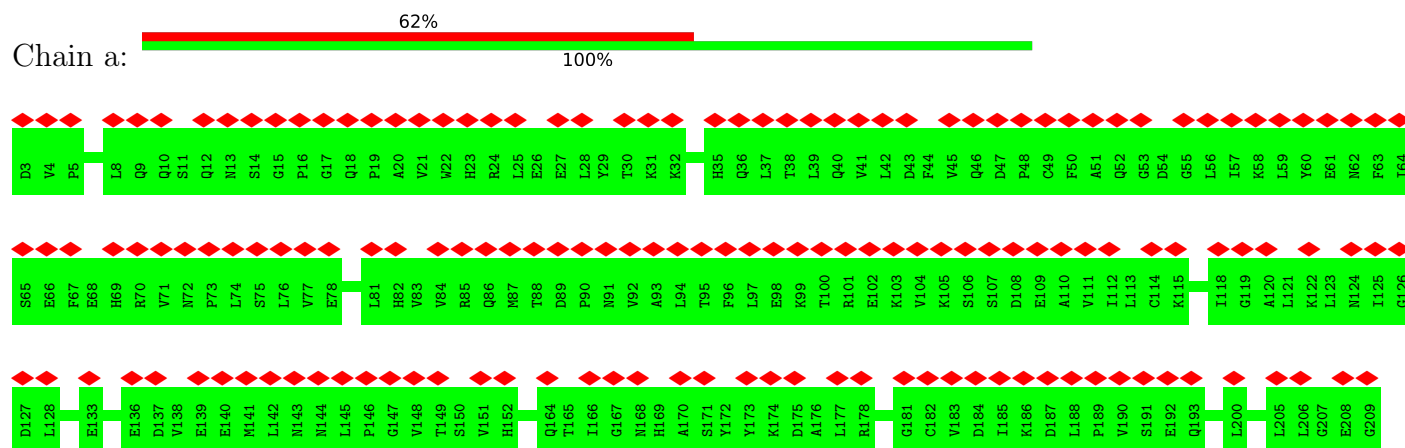 62%
Chain a:
100%
D3 V4 P5 L8 Q9 Q10 S11 Q12 N13 S14 G15 P16 G17 Q18 P19 A20 V21 W22 H23 R24 L25 E26 E27 L28 Y29 T30 K31 K32 H35 Q36 L37 T38 L39 Q40 V41 L42 D43 F44 V45 Q46 D47 P48 C49 F50 A51 Q52 G53 D54 G55 L56 I57 K58 L59 Y60 E61 N62 F63 I64
S65 E66 F67 E68 H69 R70 V71 N72 P73 L74 S75 L76 V77 E78 L81 H82 V83 V84 R85 Q86 M87 T88 D89 P90 N91 V92 A93 L94 T95 F96 L97 E98 K99 T100 R101 E102 K103 V104 K105 S106 S107 D108 E109 A110 V111 I112 L113 C114 K115 I118 G119 A120 L121 K122 L123 N124 I125 G126
D127 L128 E133 E136 D137 V138 E139 E140 M141 L142 N143 N144 L145 P146 G147 V148 T149 S150 V151 H152 Q164 T165 I166 G167 N168 H169 A170 S171 Y172 Y173 K174 D175 A176 L177 R178 G181 C182 V183 D184 I185 K186 D187 L188 P189 V190 S191 E192 Q193 L200 L205 L206 G207 E208 G209